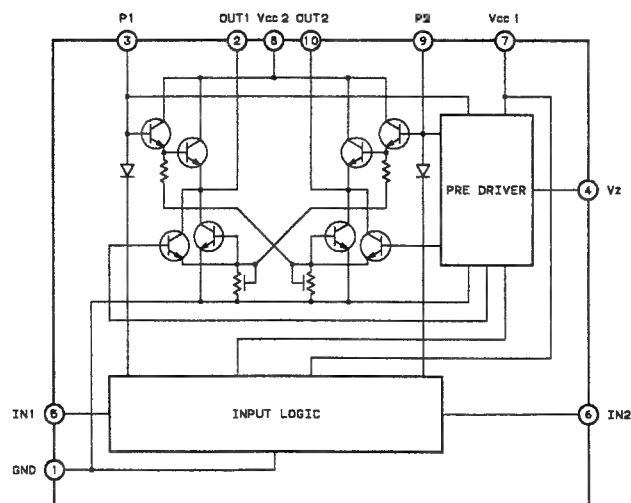 P1 OUT1 Vcc 2 OUT2 P2 Vcc 1
3 2 8 10 9 7
PRE DRIVER
4 Vz
IN1 5 INPUT LOGIC 6 IN2
GND 1